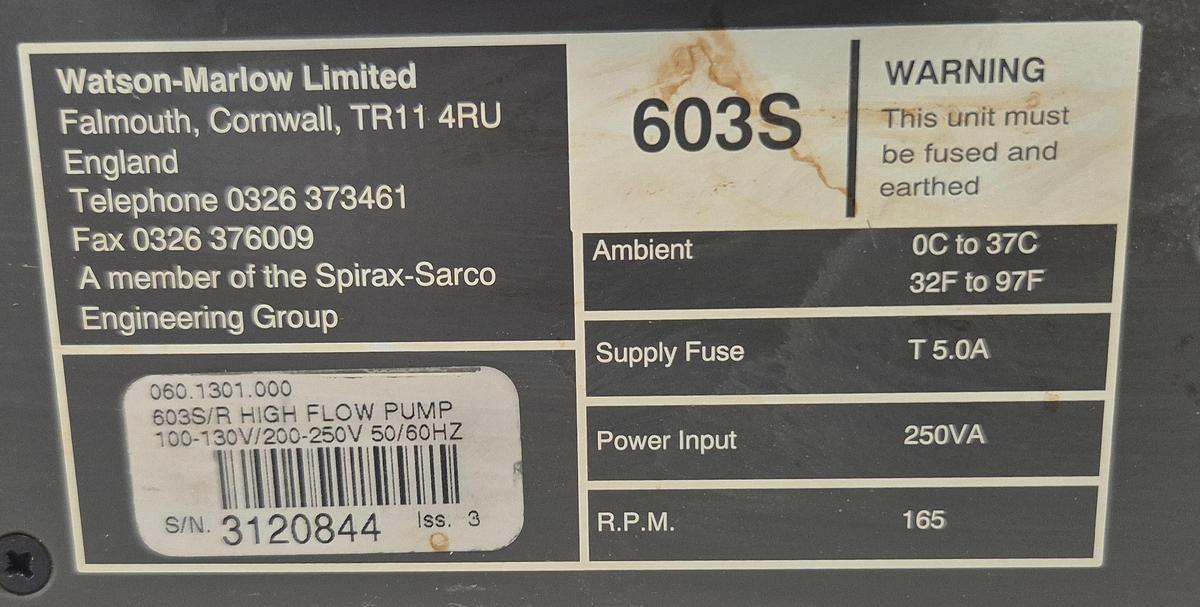 Watson-Marlow Limited
Falmouth, Cornwall, TR11 4RU
England
Telephone 0326 373461
Fax 0326 376009
A member of the Spirax-Sarco
Engineering Group
060.1301.000
603S/R HIGH FLOW PUMP
100-130V/200-250V 50/60HZ
S/N. 3120844 Iss. 3
603S
WARNING
This unit must
be fused and
earthed
Ambient 0C to 37C
32F to 97F
Supply Fuse T 5.0A
Power Input 250VA
R.P.M. 165